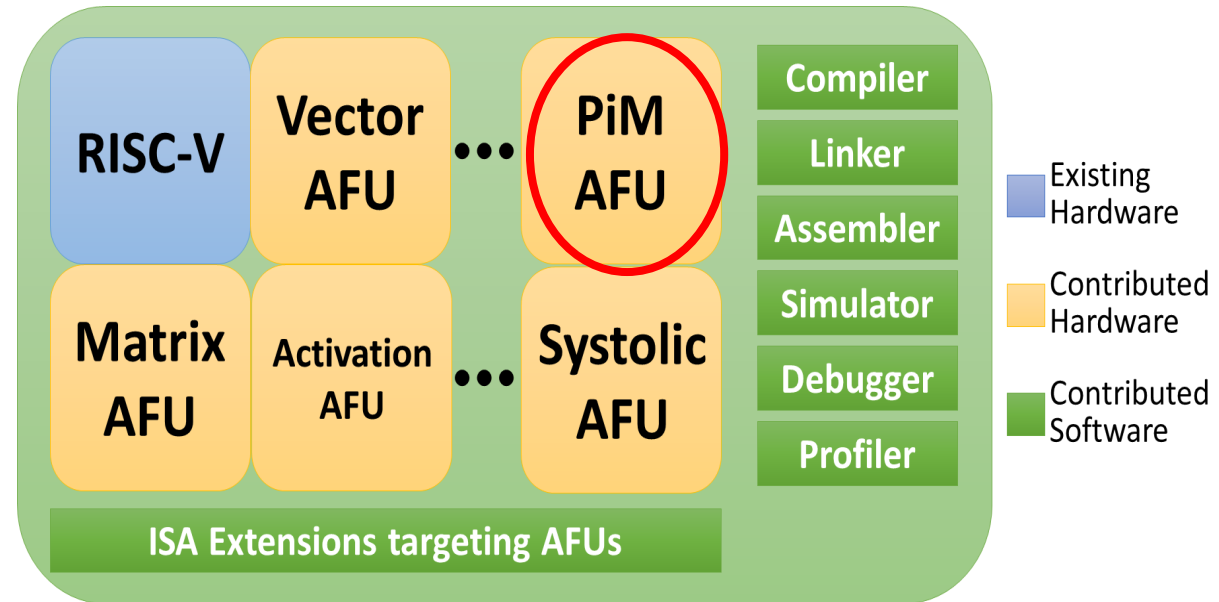 RISC-V
Vector
AFU
•••
PiM
AFU
Matrix
AFU
Activation
AFU
•••
Systolic
AFU
ISA Extensions targeting AFUs
Compiler
Linker
Assembler
Simulator
Debugger
Profiler
Existing
Hardware
Contributed
Hardware
Contributed
Software